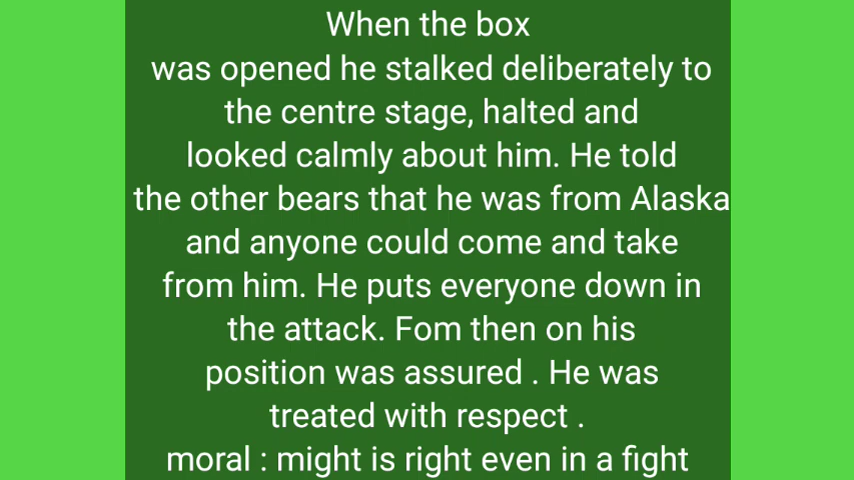 When the box
was opened he stalked deliberately to
the centre stage, halted and
looked calmly about him. He told
the other bears that he was from Alaska
and anyone could come and take
from him. He puts everyone down in
the attack. Fom then on his
position was assured . He was
treated with respect .
moral : might is right even in a fight